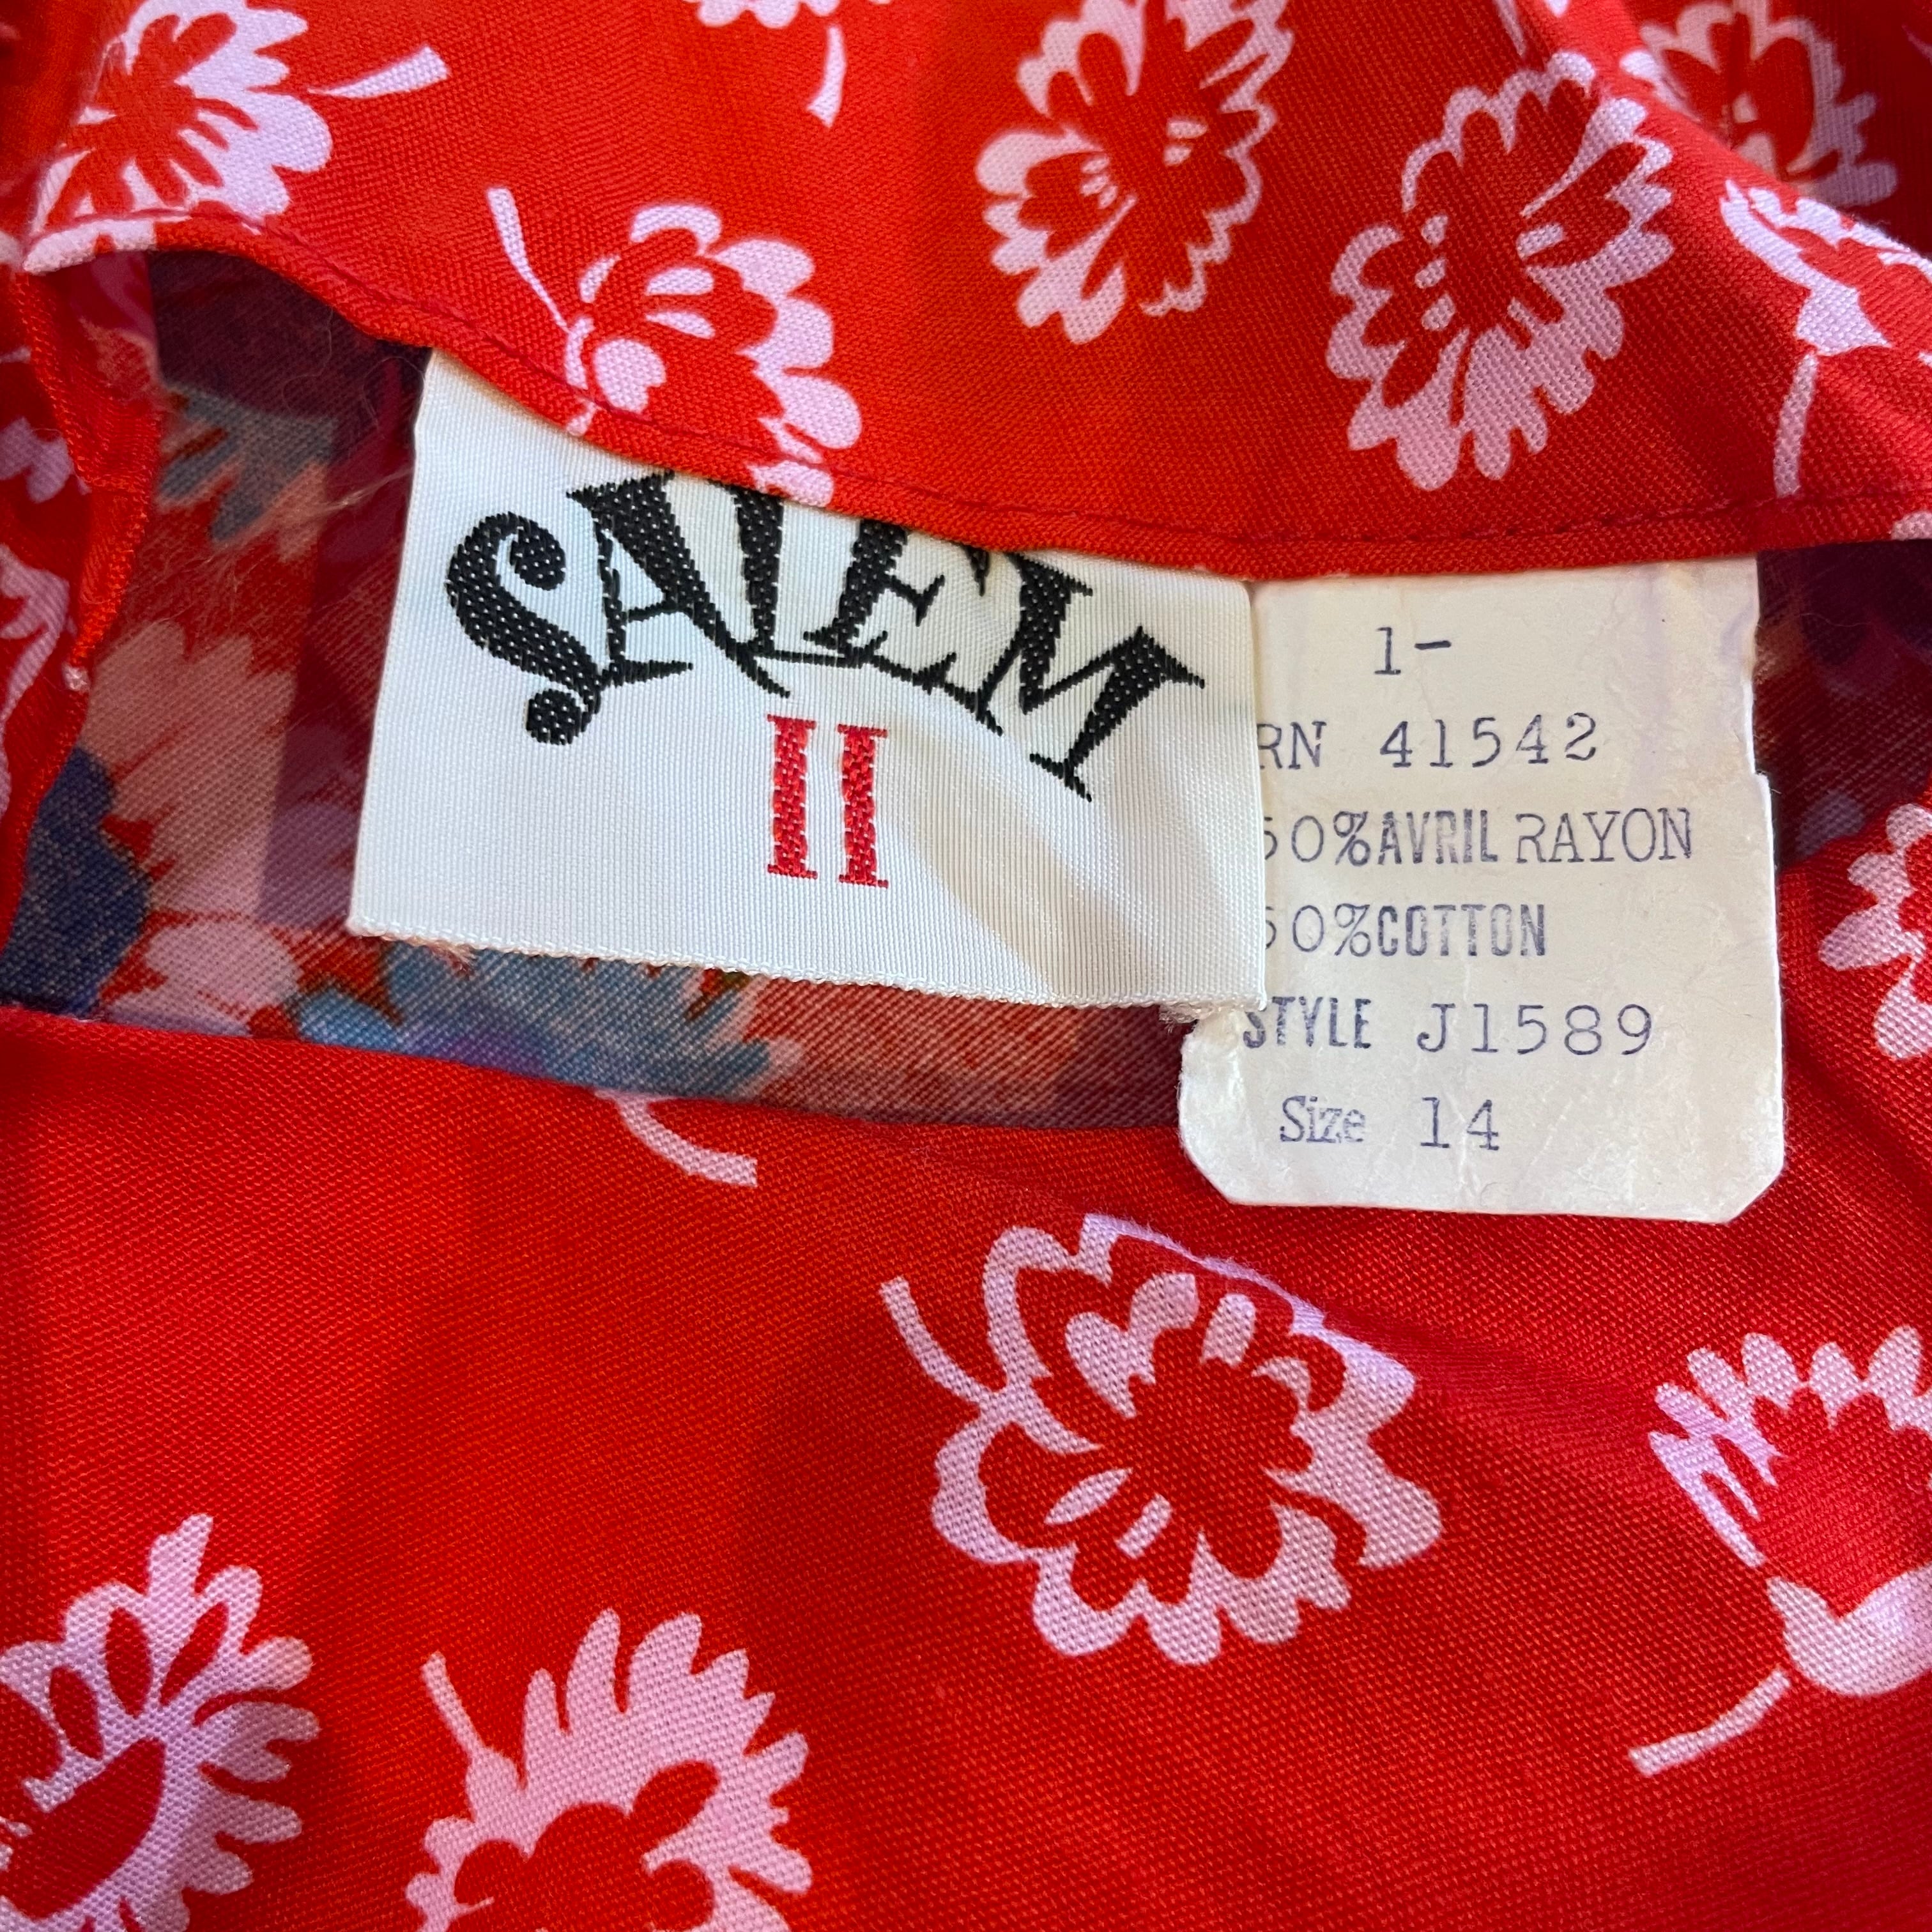 SALEM
II
1-
RN 41542
50%AVRIL RAYON
50%COTTON
STYLE J1589
Size 14